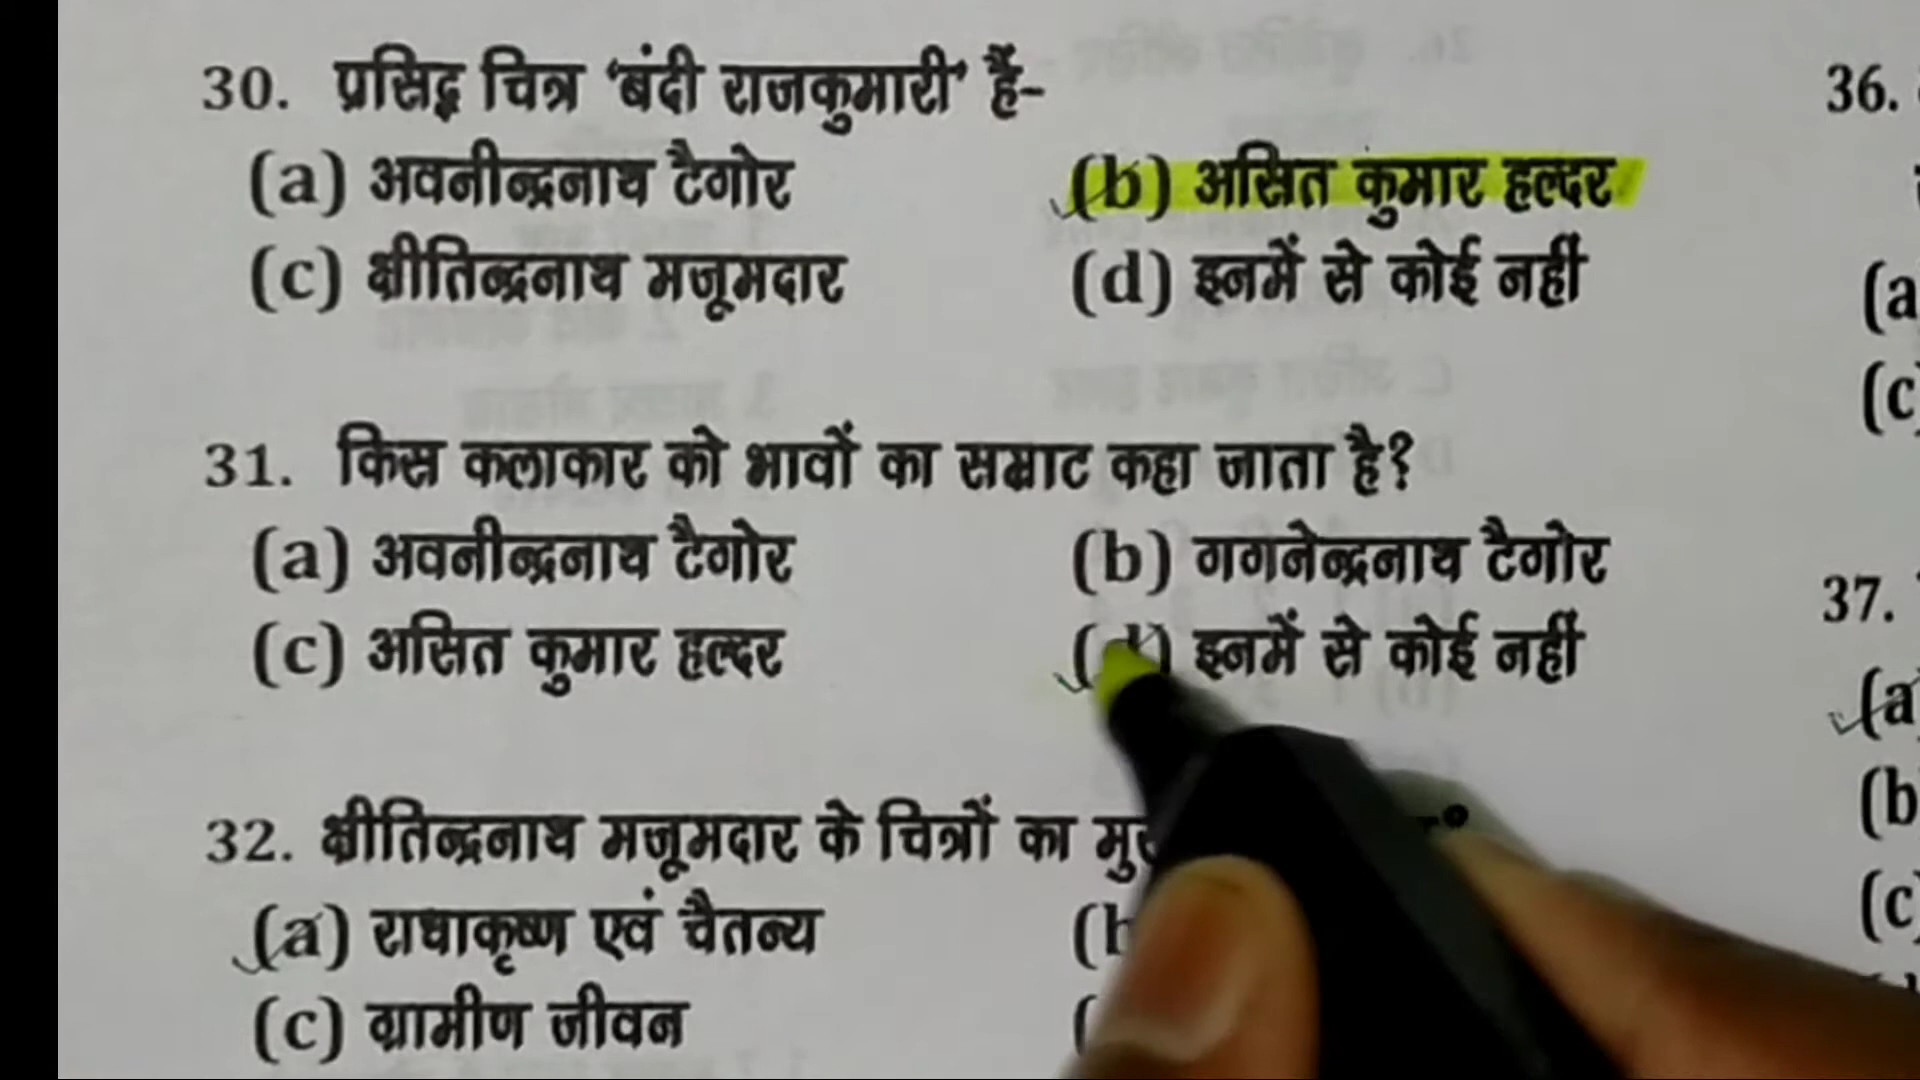 30. प्रसिद्ध चित्र ‘बंदी राजकुमारी’ हैं-
(a) अवनीन्द्रनाथ टैगोर (b) असित कुमार हल्दर
(c) क्षीतिन्द्रनाथ मजूमदार (d) इनमें से कोई नहीं
31. किस कलाकार को भावों का सम्राट कहा जाता है?
(a) अवनीन्द्रनाथ टैगोर (b) गगनेन्द्रनाथ टैगोर
(c) असित कुमार हल्दर (d) इनमें से कोई नहीं
32. क्षीतिन्द्रनाथ मजूमदार के चित्रों का
(a) राधाकृष्ण एवं चैतन्य (b
(c) ग्रामीण जीवन
36.
(a
(c)
37.
(a)
(b
(c)